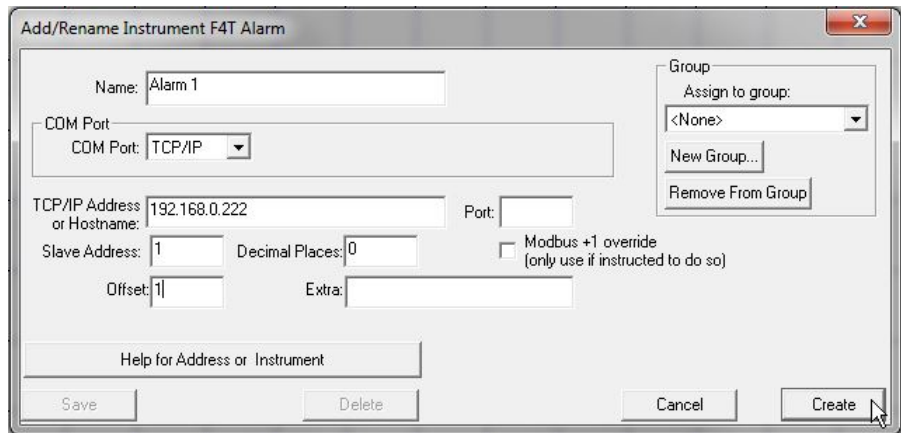 Add/Rename Instrument F4T Alarm
X
Name: Alarm 1
COM Port
COM Port: TCP/IP
TCP/IP Address
or Hostname: 192.168.0.222
Port:
Slave Address: 1
Decimal Places: 0
Modbus +1 override
(only use if instructed to do so)
Offset: 1
Extra:
Group
Assign to group:
<None>
New Group...
Remove From Group
Help for Address or Instrument
Save
Delete
Cancel
Create